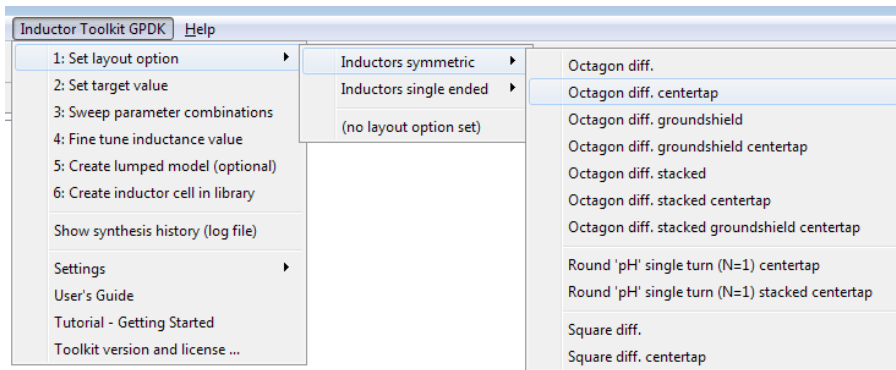 Inductor Toolkit GPDK Help
1: Set layout option
2: Set target value
3: Sweep parameter combinations
4: Fine tune inductance value
5: Create lumped model (optional)
6: Create inductor cell in library
Show synthesis history (log file)
Settings
User's Guide
Tutorial - Getting Started
Toolkit version and license ...
Inductors symmetric
Inductors single ended
(no layout option set)
Octagon diff.
Octagon diff. centertap
Octagon diff. groundshield
Octagon diff. groundshield centertap
Octagon diff. stacked
Octagon diff. stacked centertap
Octagon diff. stacked groundshield centertap
Round 'pH' single turn (N=1) centertap
Round 'pH' single turn (N=1) stacked centertap
Square diff.
Square diff. centertap